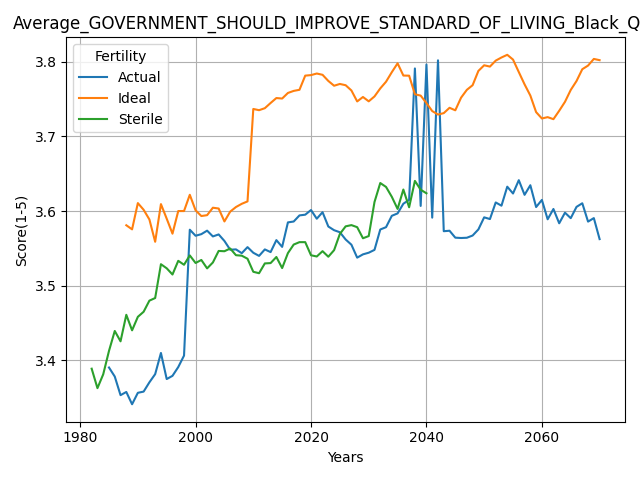 Average_GOVERNMENT_SHOULD_IMPROVE_STANDARD_OF_LIVING_Black_Q
Fertility
Actual
Ideal
Sterile
3.8
3.7
3.6
3.5
3.4
Score(1-5)
1980 2000 2020 2040 2060
Years